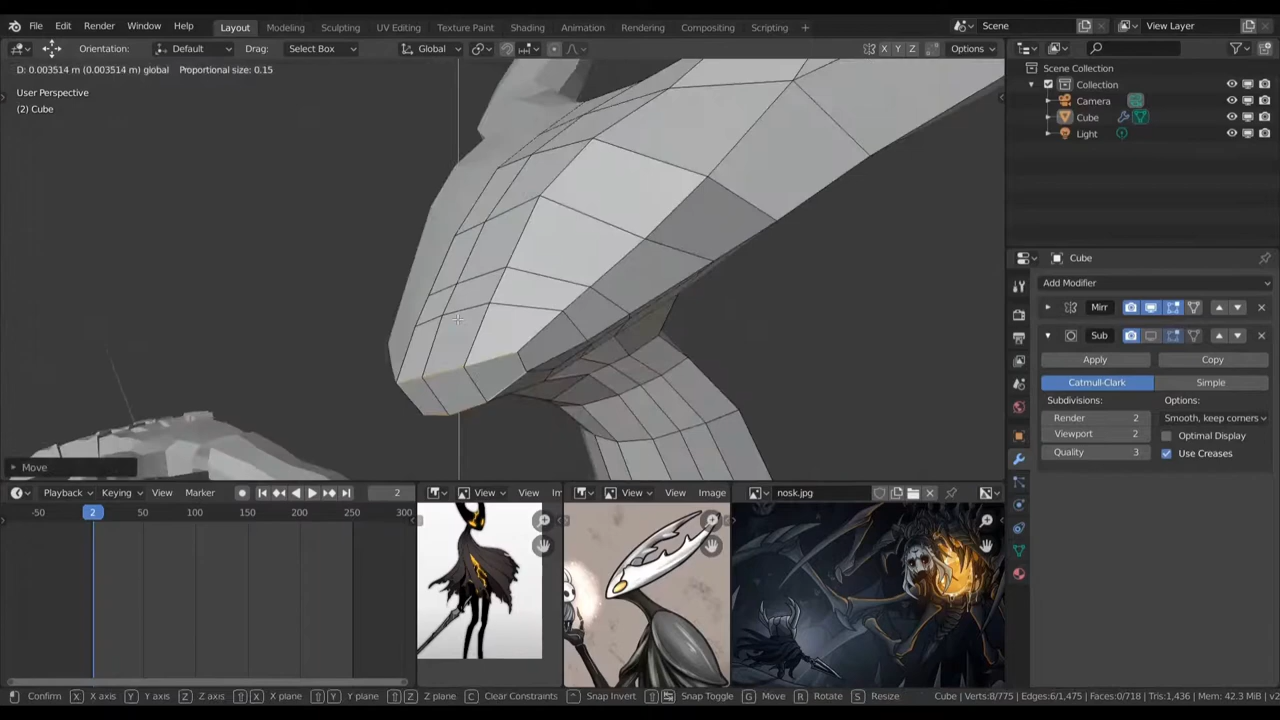 File Edit Render Window Help Layout Modeling Sculpting UV Editing Texture Paint Shading Animation Rendering Compositing Scripting Scene View Layer
Orientation: Default Drag: Select Box Global X Y Z Options
D: 0.003514 m (0.003514 m) global Proportional size: 0.15
User Perspective
(2) Cube
Scene Collection
Collection
Camera
Cube
Light
Cube
Add Modifier
Mirr
Sub
Apply Copy
Catmull-Clark Simple
Subdivisions: Options:
Render 2 Smooth, keep corners
Viewport 2 Optimal Display
Quality 3 Use Creases
Move
Playback Keying View Marker 2 View View Im View View Image nosk.jpg
-50 2 50 100 150 200 250 300
Confirm X X axis Y Y axis Z Z axis X X plane Y Y plane Z Z plane C Clear Constraints Snap Invert Snap Toggle G Move R Rotate S Resize Cube | Verts:8/775 | Edges:6/1,475 | Faces:0/718 | Tris:1,436 | Mem: 42.3 MiB | v2